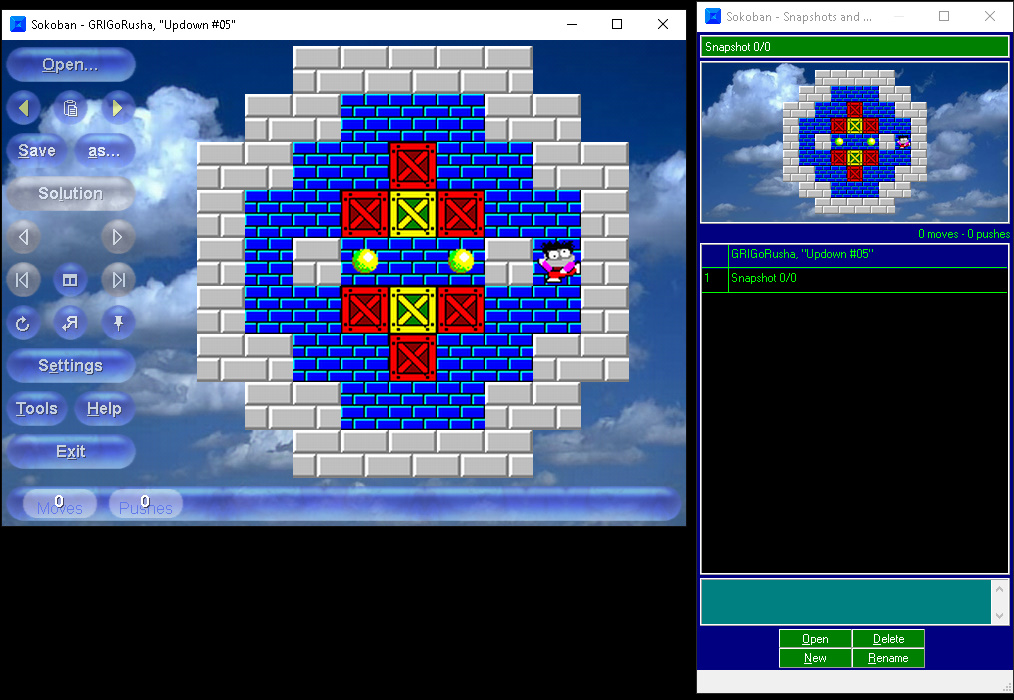 Sokoban - GRIGoRusha, "Updown #05"
Open...
Save as...
Solution
Settings
Tools Help
Exit
0 0
Moves Pushes
Sokoban - Snapshots and ...
Snapshot 0/0
0 moves - 0 pushes
GRIGoRusha, "Updown #05"
1 Snapshot 0/0
Open Delete
New Rename